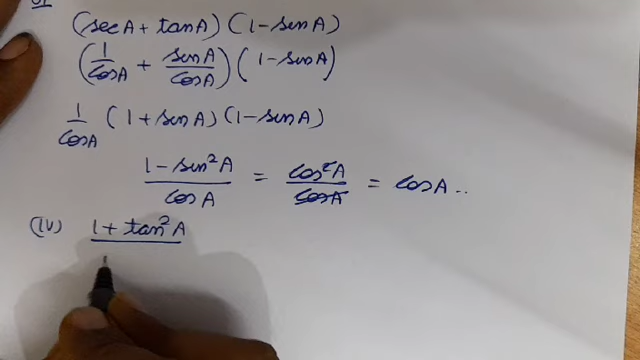 (secA + tanA) (1 - sinA)
(1/cosA + sinA/cosA) (1 - sinA)
1/cosA (1 + sinA) (1 - sinA)
1 - sin²A/cosA = cos²A/cosA = cosA..
(iv) 1 + tan²A